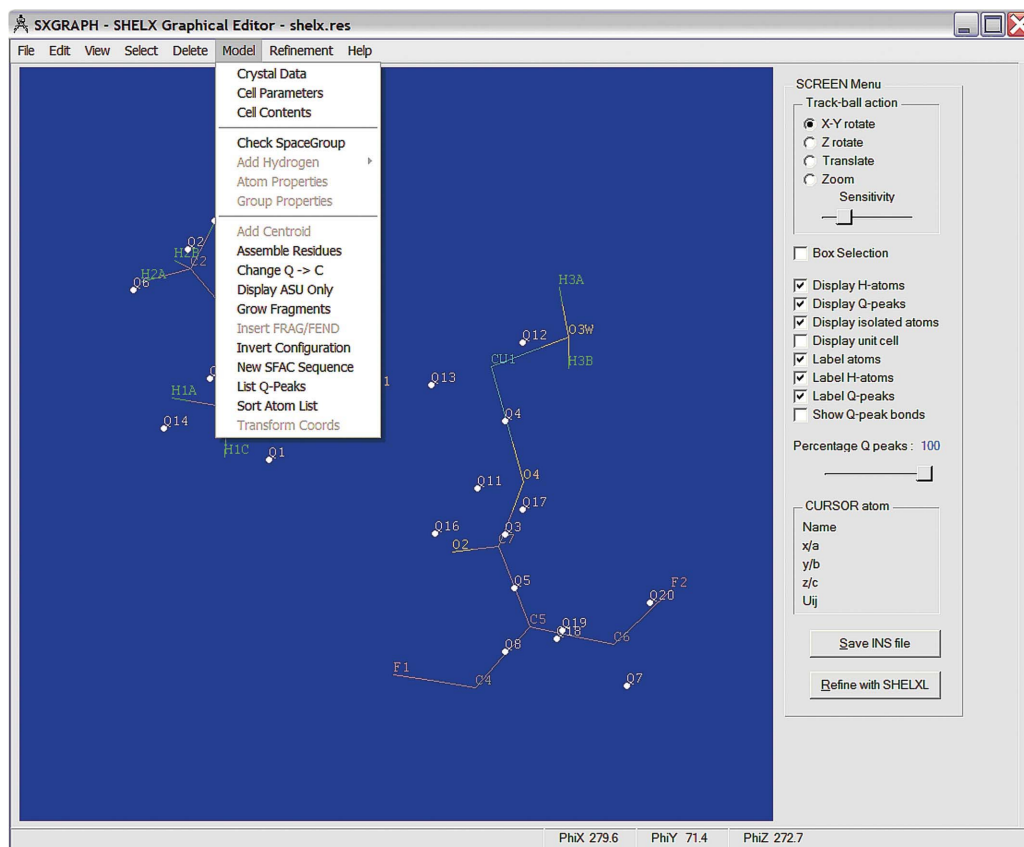 SXGRAPH - SHELX Graphical Editor - shelx.res
File Edit View Select Delete Model Refinement Help
Crystal Data
Cell Parameters
Cell Contents
Check SpaceGroup
Add Hydrogen
Atom Properties
Group Properties
Add Centroid
Assemble Residues
Change Q -> C
Display ASU Only
Grow Fragments
Insert FRAG/FEND
Invert Configuration
New SFAC Sequence
List Q-Peaks
Sort Atom List
Transform Coords
Q2
H2B
C2
H2A
Q6
H1A
Q14
H1C
Q1
H3A
Q12
O3W
CU1
H3B
Q13
Q4
Q11
O4
Q17
Q16
Q3
O2
C7
Q5
F2
Q20
C5
Q19
Q18
C6
Q8
F1
C4
Q7
SCREEN Menu
Track-ball action
X-Y rotate
Z rotate
Translate
Zoom
Sensitivity
Box Selection
Display H-atoms
Display Q-peaks
Display isolated atoms
Display unit cell
Label atoms
Label H-atoms
Label Q-peaks
Show Q-peak bonds
Percentage Q peaks : 100
CURSOR atom
Name
x/a
y/b
z/c
Uij
Save INS file
Refine with SHELXL
PhiX 279.6 PhiY 71.4 PhiZ 272.7